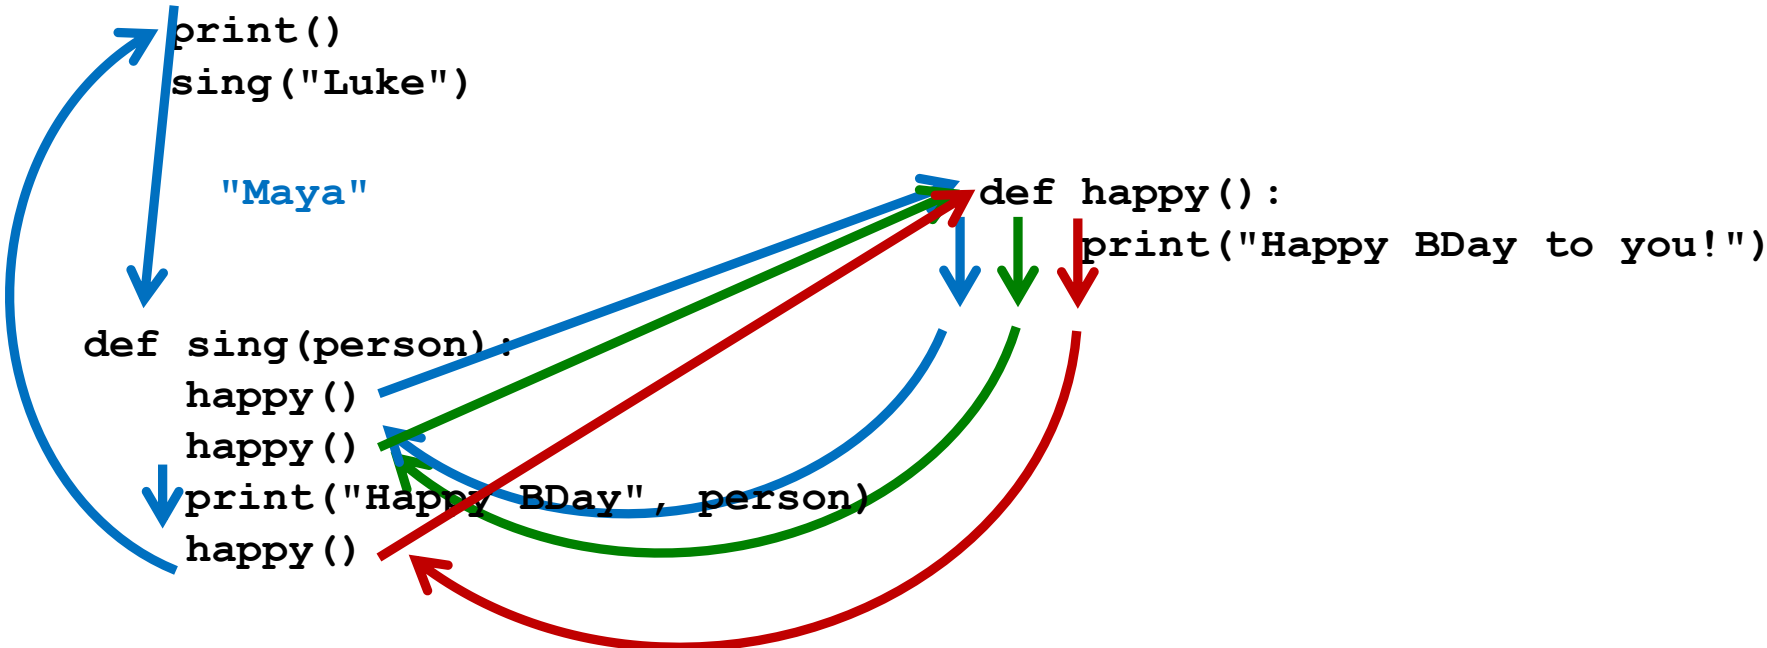 print()
sing("Luke")
"Maya"
def happy():
print("Happy BDay to you!")
def sing(person):
happy()
happy()
print("Happy BDay", person)
happy()